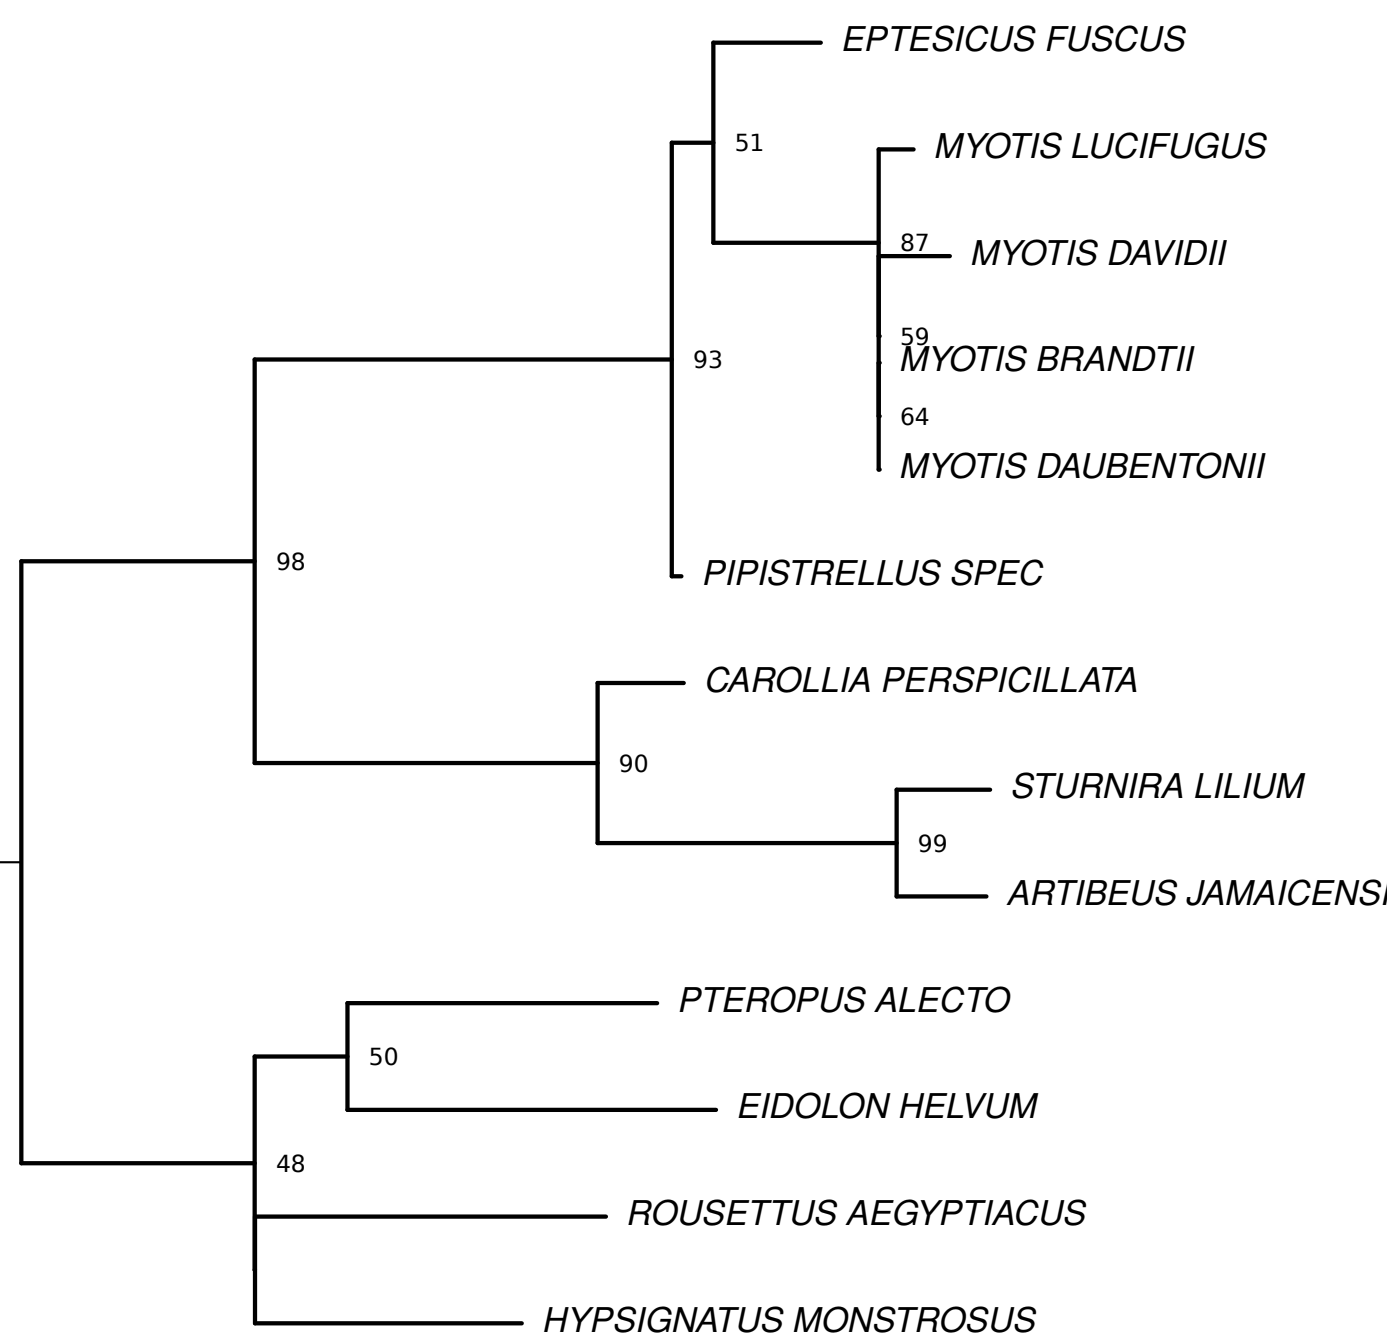 EPTESICUS FUSCUS
51
MYOTIS LUCIFUGUS
87
MYOTIS DAVIDII
59
MYOTIS BRANDTII
93
64
MYOTIS DAUBENTONII
98
PIPISTRELLUS SPEC
CAROLLIA PERSPICILLATA
90
STURNIRA LILIUM
99
ARTIBEUS JAMAICENSI
PTEROPUS ALECTO
50
EIDOLON HELVUM
48
ROUSETTUS AEGYPTIACUS
HYPSIGNATUS MONSTROSUS